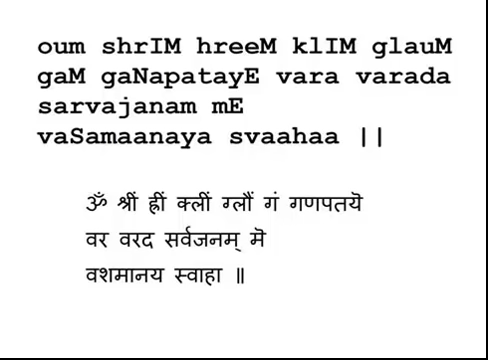 oum shrIM hreeM klIM glauM
gaM gaNapatayE vara varada
sarvajanam mE
vaSamaanaya svaahaa ||
ॐ श्रीं ह्रीं क्लीं ग्लौं गं गणपतयॆ
वर वरद सर्वजनम् मॆ
वशमानय स्वाहा ॥